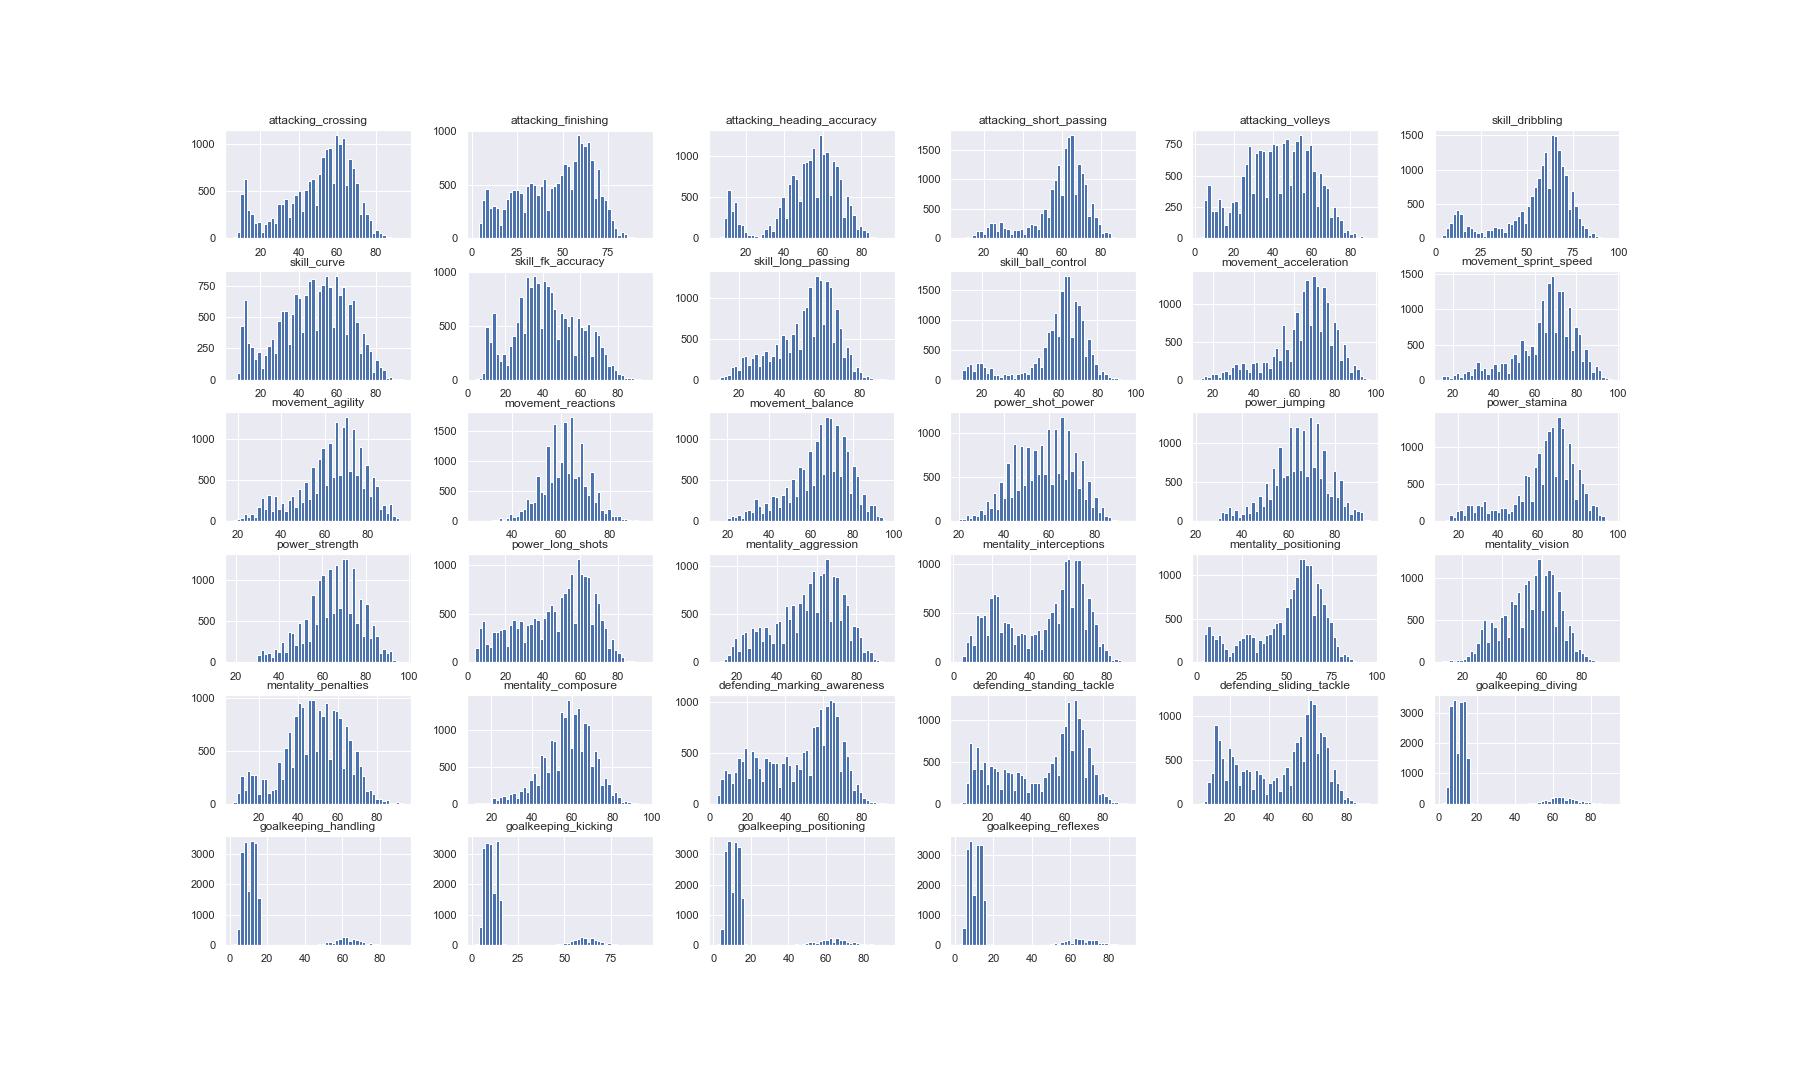 attacking_crossing
1000
500
0
20 40 60 80
attacking_finishing
1000
500
0
0 25 50 75
attacking_heading_accuracy
1000
500
0
20 40 60 80
attacking_short_passing
1500
1000
500
0
20 40 60 80
attacking_volleys
750
500
250
0
0 20 40 60 80
skill_dribbling
1500
1000
500
0
0 25 50 75 100
skill_curve
750
500
250
0
20 40 60 80
skill_fk_accuracy
1000
500
0
0 20 40 60 80
skill_long_passing
1000
500
0
20 40 60 80
skill_ball_control
1500
1000
500
0
20 40 60 80 100
movement_acceleration
1000
500
0
20 40 60 80 100
movement_sprint_speed
1500
1000
500
0
20 40 60 80 100
movement_agility
1000
500
0
20 40 60 80
movement_reactions
1500
1000
500
0
40 60 80
movement_balance
1000
500
0
20 40 60 80 100
power_shot_power
1000
500
0
20 40 60 80
power_jumping
1000
500
0
40 60 80
power_stamina
1000
500
0
20 40 60 80 100
power_strength
1000
500
0
20 40 60 80 100
power_long_shots
1000
500
0
0 20 40 60 80
mentality_aggression
1000
500
0
20 40 60 80
mentality_interceptions
1000
500
0
0 20 40 60 80
mentality_positioning
1000
500
0
0 25 50 75 100
mentality_vision
1000
500
0
20 40 60 80
mentality_penalties
1000
500
0
20 40 60 80
mentality_composure
1000
500
0
20 40 60 80 100
defending_marking_awareness
1000
500
0
0 20 40 60 80
defending_standing_tackle
1000
500
0
0 20 40 60 80
defending_sliding_tackle
1000
500
0
20 40 60 80
goalkeeping_diving
3000
2000
1000
0
0 20 40 60 80
goalkeeping_handling
3000
2000
1000
0
0 20 40 60 80
goalkeeping_kicking
3000
2000
1000
0
0 25 50 75
goalkeeping_positioning
3000
2000
1000
0
0 20 40 60 80
goalkeeping_reflexes
3000
2000
1000
0
0 20 40 60 80